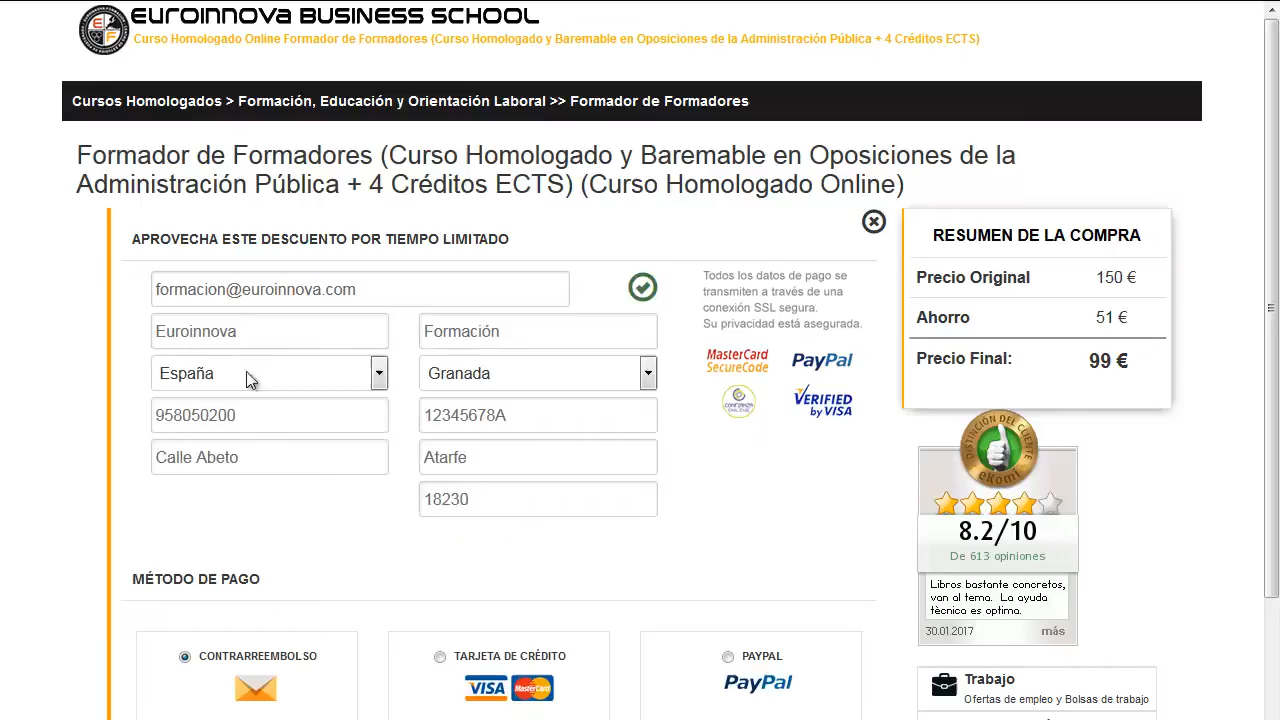 EUROINNOVA BUSINESS SCHOOL
Curso Homologado Online Formador de Formadores (Curso Homologado y Baremable en Oposiciones de la Administración Pública + 4 Créditos ECTS)
Cursos Homologados > Formación, Educación y Orientación Laboral >> Formador de Formadores
Formador de Formadores (Curso Homologado y Baremable en Oposiciones de la
Administración Pública + 4 Créditos ECTS) (Curso Homologado Online)
APROVECHA ESTE DESCUENTO POR TIEMPO LIMITADO
formacion@euroinnova.com
Euroinnova
Formación
España
Granada
958050200
12345678A
Calle Abeto
Atarfe
18230
Todos los datos de pago se
transmiten a través de una
conexión SSL segura.
Su privacidad está asegurada.
MasterCard
SecureCode
PayPal
CONFIANZA
ONLINE
VERIFIED
by VISA
RESUMEN DE LA COMPRA
Precio Original 150 €
Ahorro 51 €
Precio Final: 99 €
DISTINCIÓN DEL CLIENTE
eKomi
8.2/10
De 613 opiniones
Libros bastante concretos,
van al tema. La ayuda
tècnica es optima.
30.01.2017 más
Trabajo
Ofertas de empleo y Bolsas de trabajo
MÉTODO DE PAGO
CONTRARREEMBOLSO
TARJETA DE CRÉDITO
VISA MasterCard
PAYPAL
PayPal